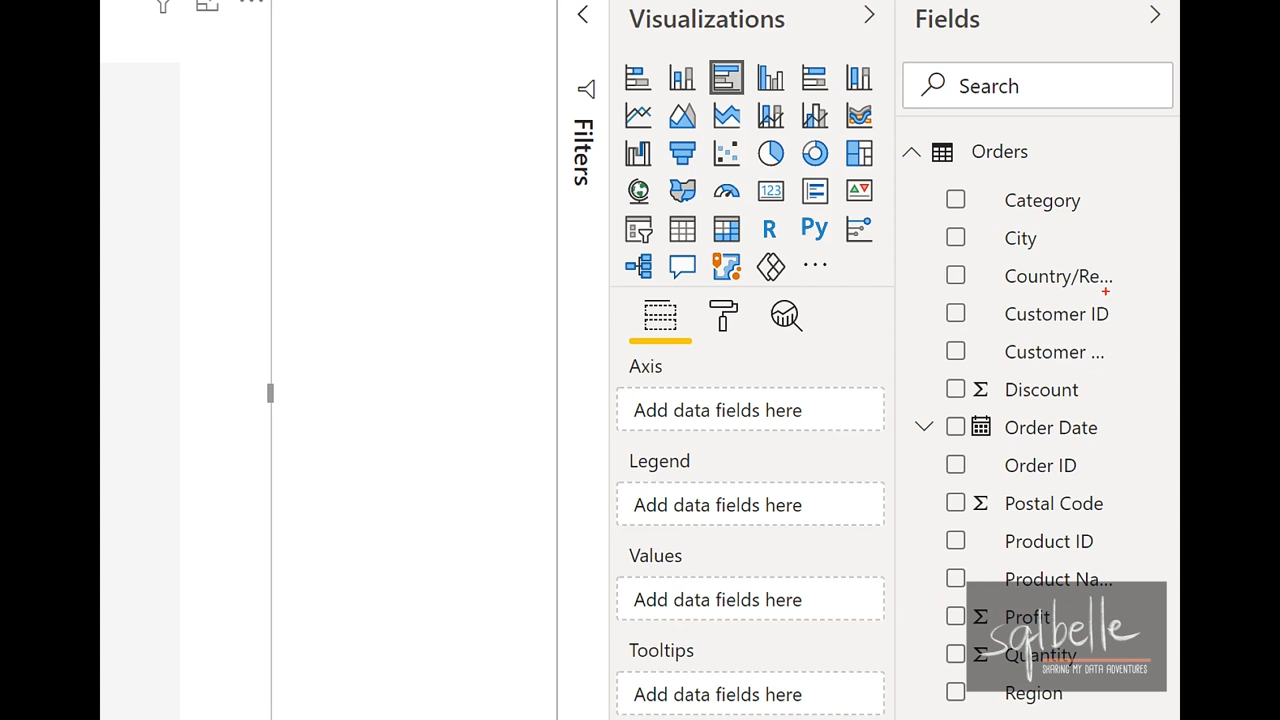 Visualizations
Fields
Filters
Search
Orders
Category
City
Country/Re...
Customer ID
Customer ...
Σ Discount
Order Date
Order ID
Σ Postal Code
Product ID
Product Na...
Σ Profit
Σ Quantity
Region
123
R
Py
...
Axis
Add data fields here
Legend
Add data fields here
Values
Add data fields here
Tooltips
Add data fields here
sqlbelle
SHARING MY DATA ADVENTURES